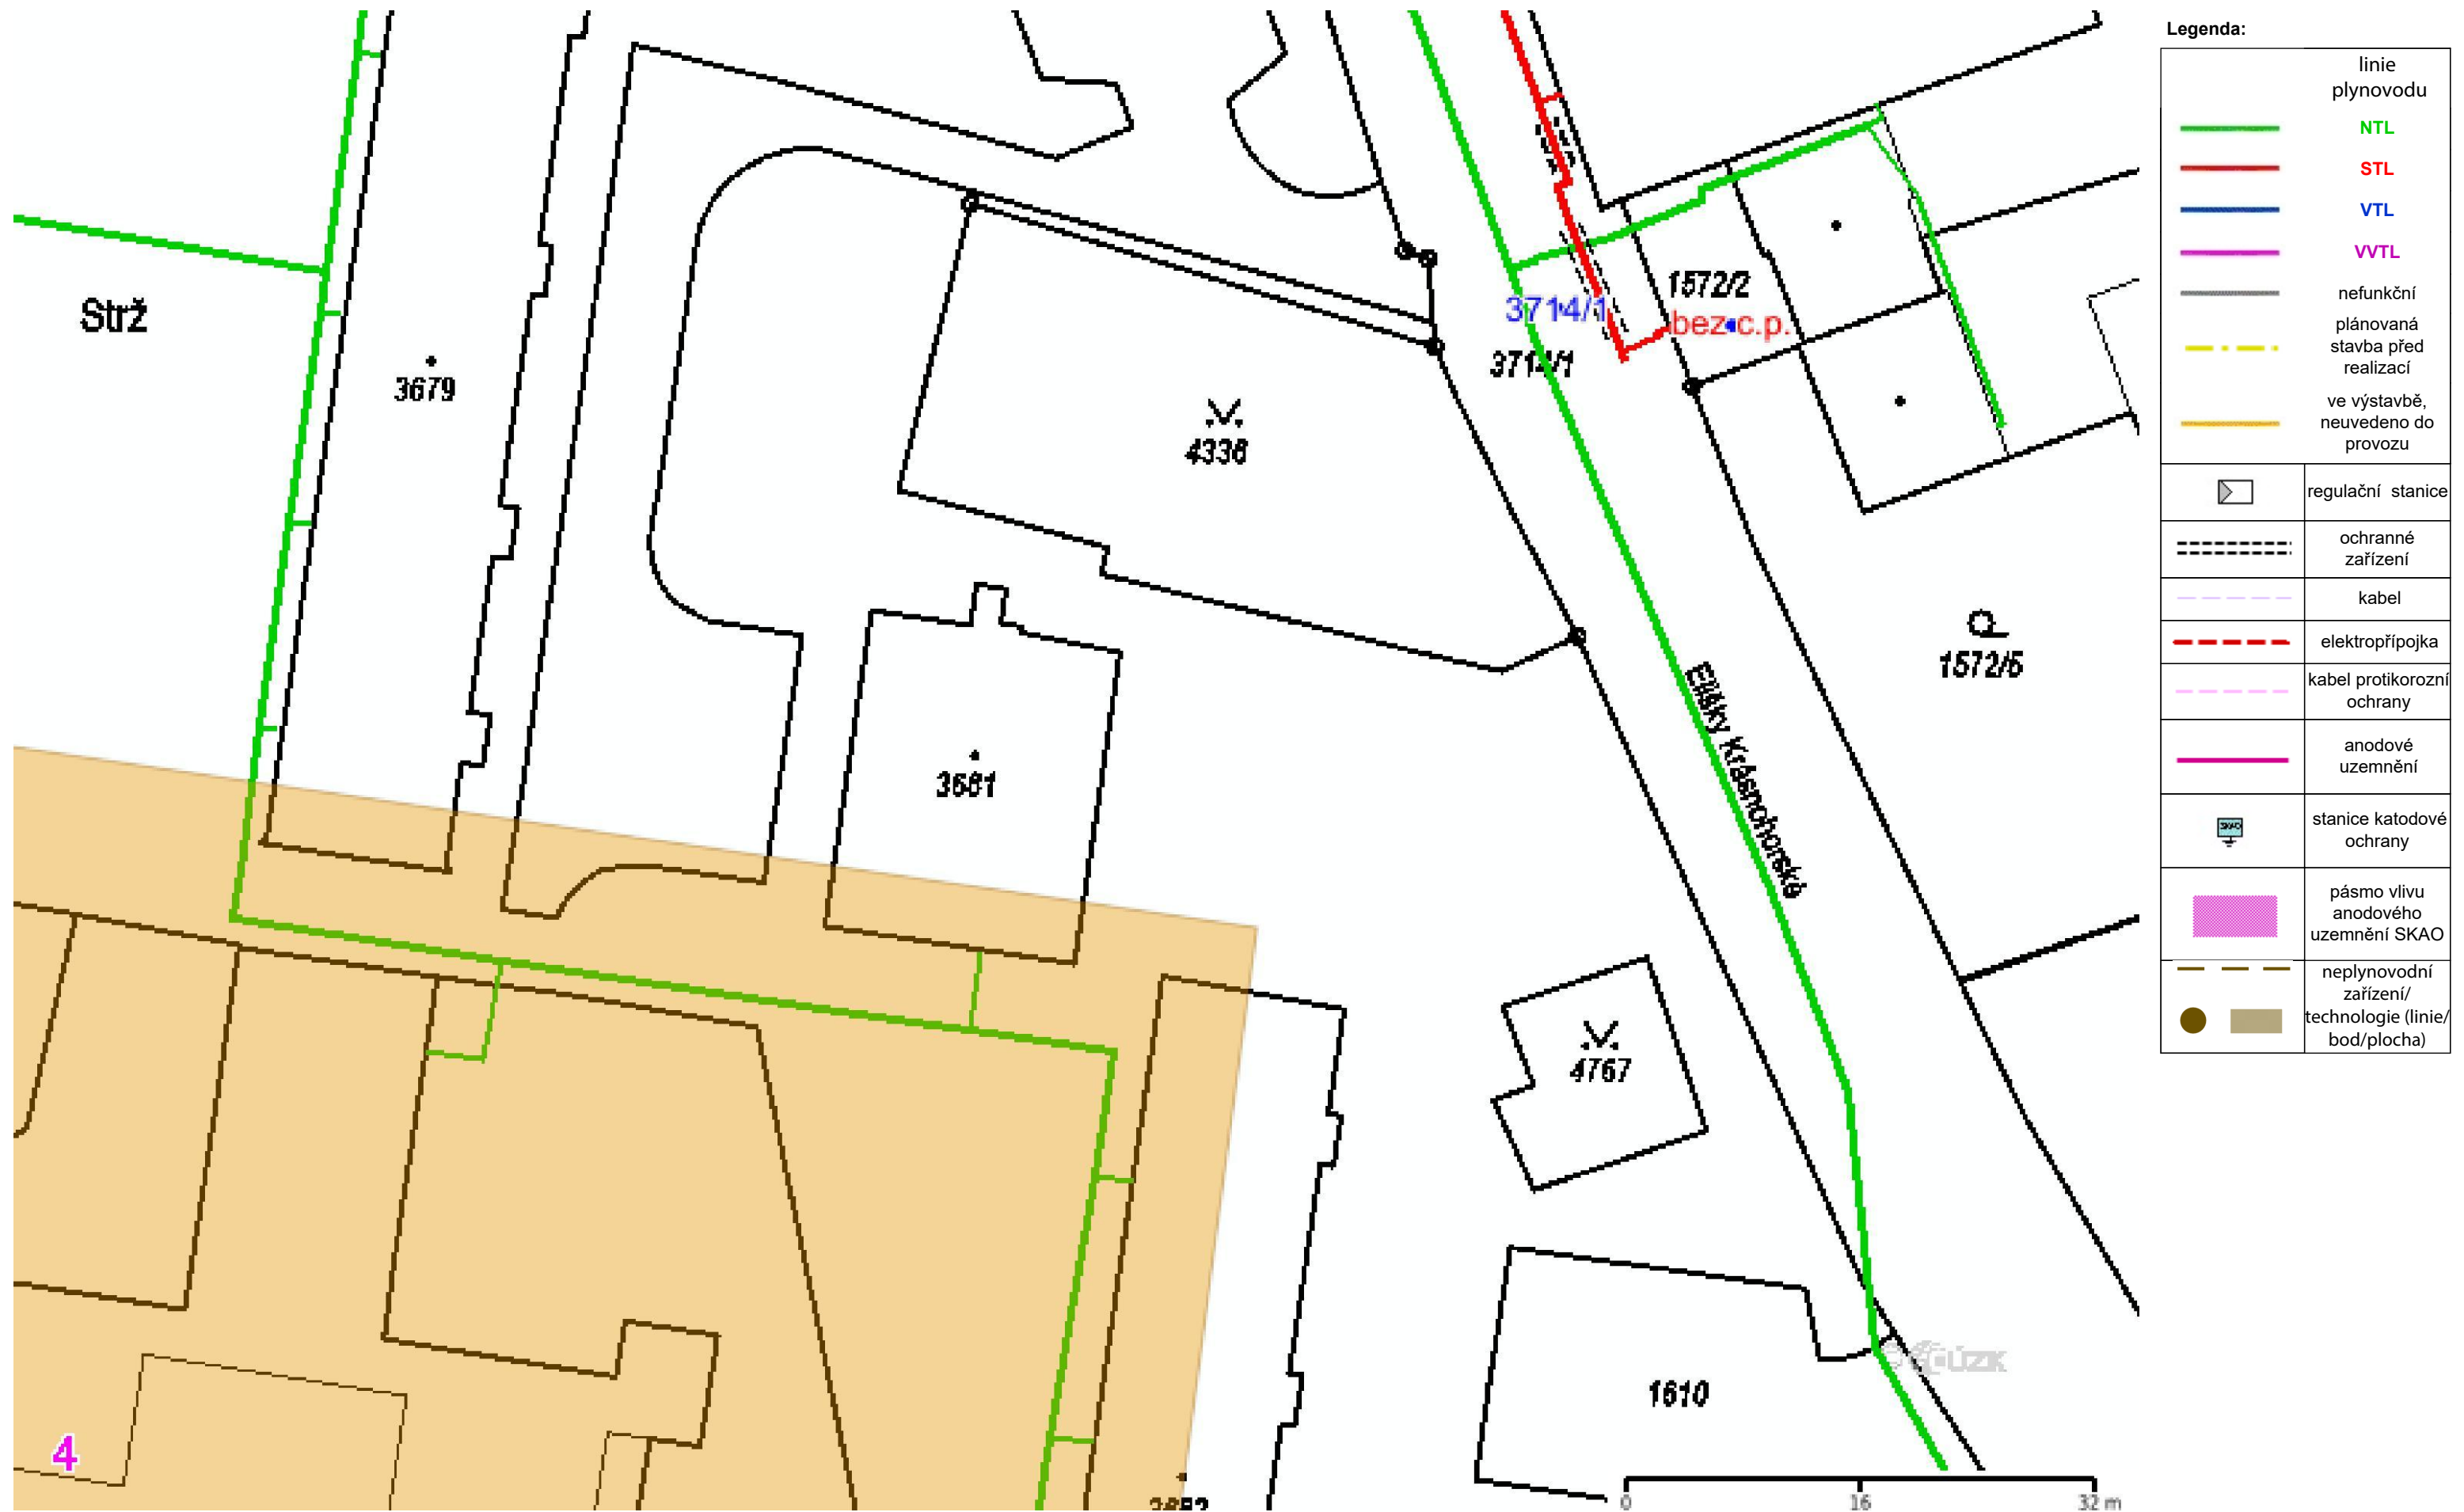 Legenda:
linie
plynovodu
NTL
STL
VTL
VVTL
nefunkční
plánovaná
stavba před
realizací
ve výstavbě,
neuvedeno do
provozu
regulační stanice
ochranné
zařízení
kabel
elektropřípojka
kabel protikorozní
ochrany
anodové
uzemnění
SKAO
stanice katodové
ochrany
pásmo vlivu
anodového
uzemnění SKAO
neplynovodní
zařízení/
technologie (linie/
bod/plocha)
Strž
3679
4336
3714/1
1572/2
bez c.p.
3714/1
1572/5
Elišky Krásnohorské
3681
4767
1610
4
ČÚZK
0 16 32 m